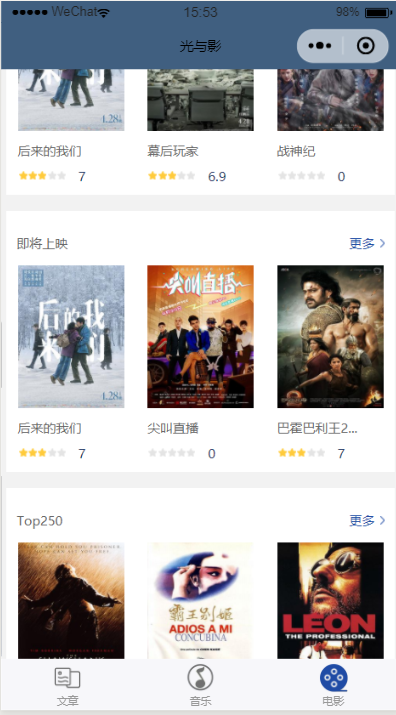 WeChat 15:53 98%
光与影
4.28
后来的我们 幕后玩家 战神纪
7 6.9 0
即将上映 更多
后来的我们
尖叫直播
4.28
后来的我们 尖叫直播 巴霍巴利王2...
7 0 7
Top250 更多
霸王别姬
ADIOS A MI
CONCUBINA
LEON
THE PROFESSIONAL
文章 音乐 电影